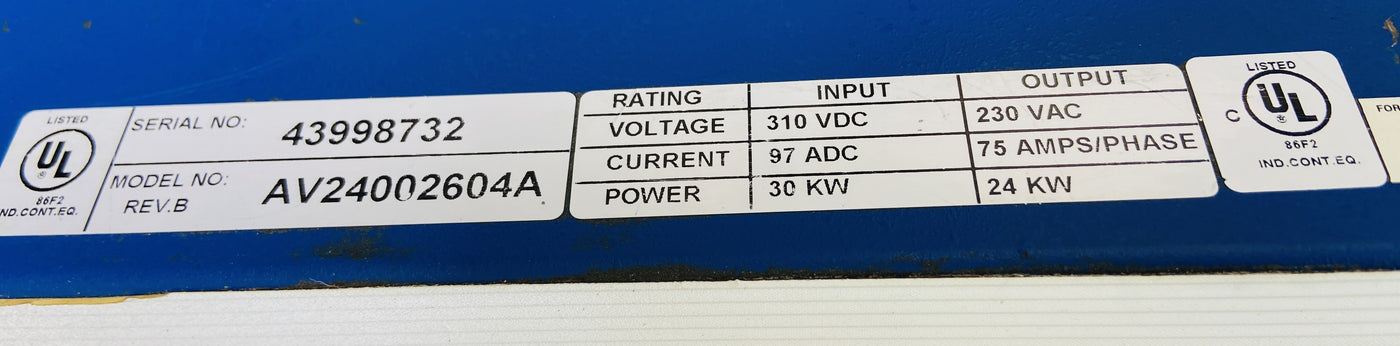 LISTED
UL
86F2
IND.CONT.EQ.
SERIAL NO: 43998732
MODEL NO: AV24002604A
REV.B
RATING INPUT OUTPUT
VOLTAGE 310 VDC 230 VAC
CURRENT 97 ADC 75 AMPS/PHASE
POWER 30 KW 24 KW
LISTED
C UL
86F2
IND.CONT.EQ.
FOR